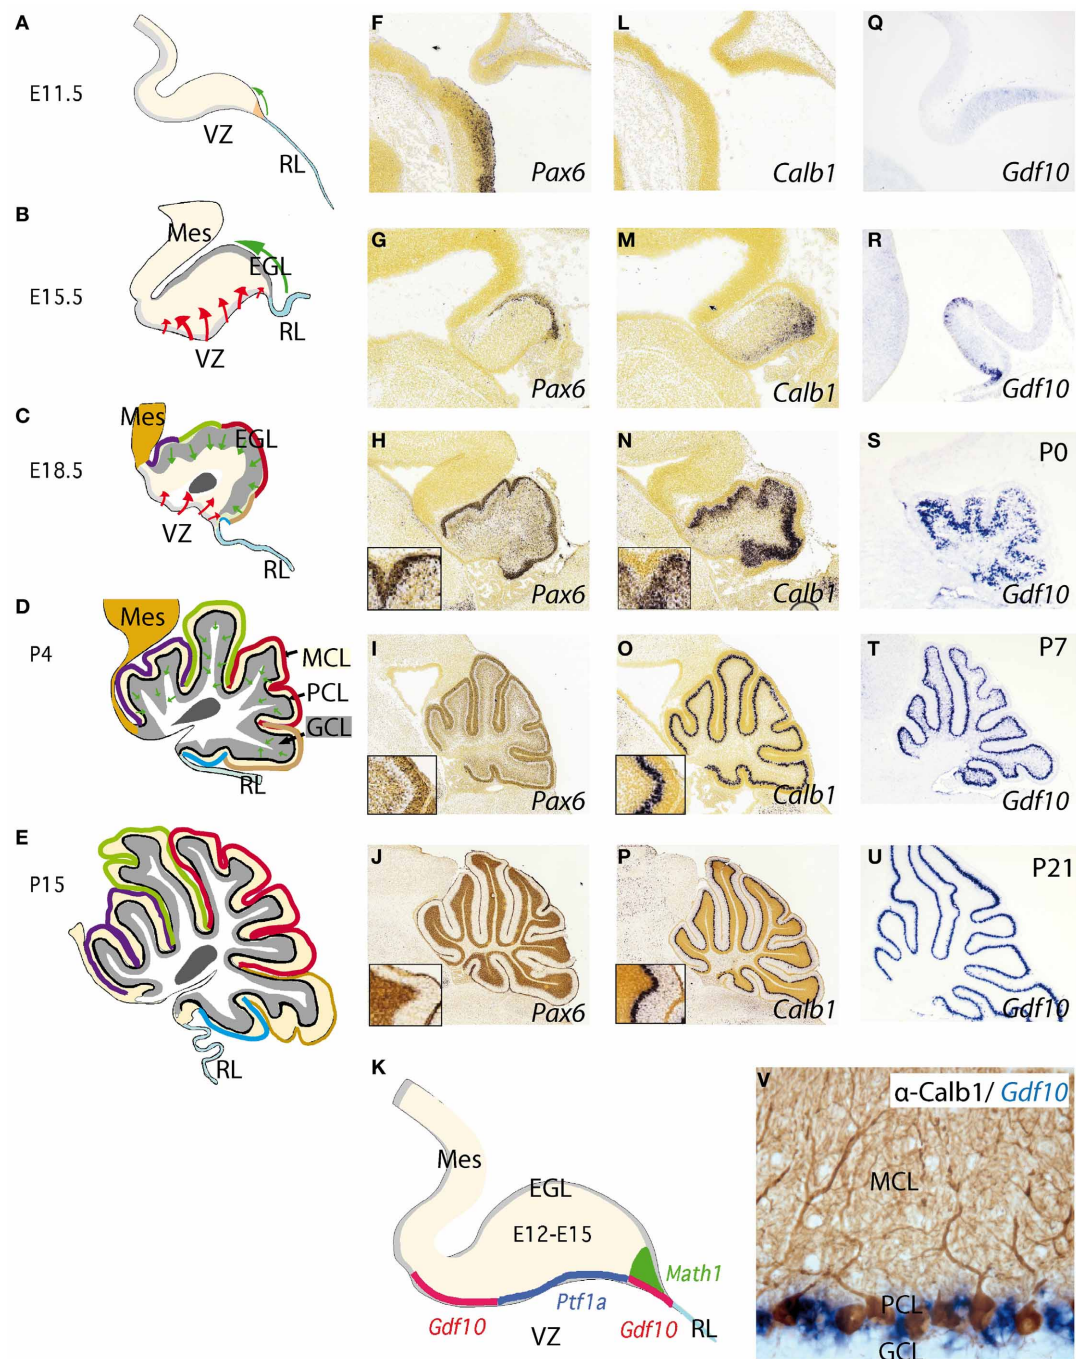 A
E11.5
VZ
RL
B
Mes
EGL
E15.5
RL
VZ
C
Mes
EGL
E18.5
VZ
RL
D
Mes
P4
MCL
PCL
GCL
RL
E
P15
RL
F
Pax6
L
Calb1
Q
Gdf10
G
Pax6
M
Calb1
R
Gdf10
H
Pax6
N
Calb1
S
P0
Gdf10
I
Pax6
O
Calb1
T
P7
Gdf10
J
Pax6
P
Calb1
U
P21
Gdf10
K
Mes
EGL
E12-E15
Math1
Ptf1a
Gdf10
Gdf10
VZ
RL
V
α-Calb1/ Gdf10
MCL
PCL
GCL